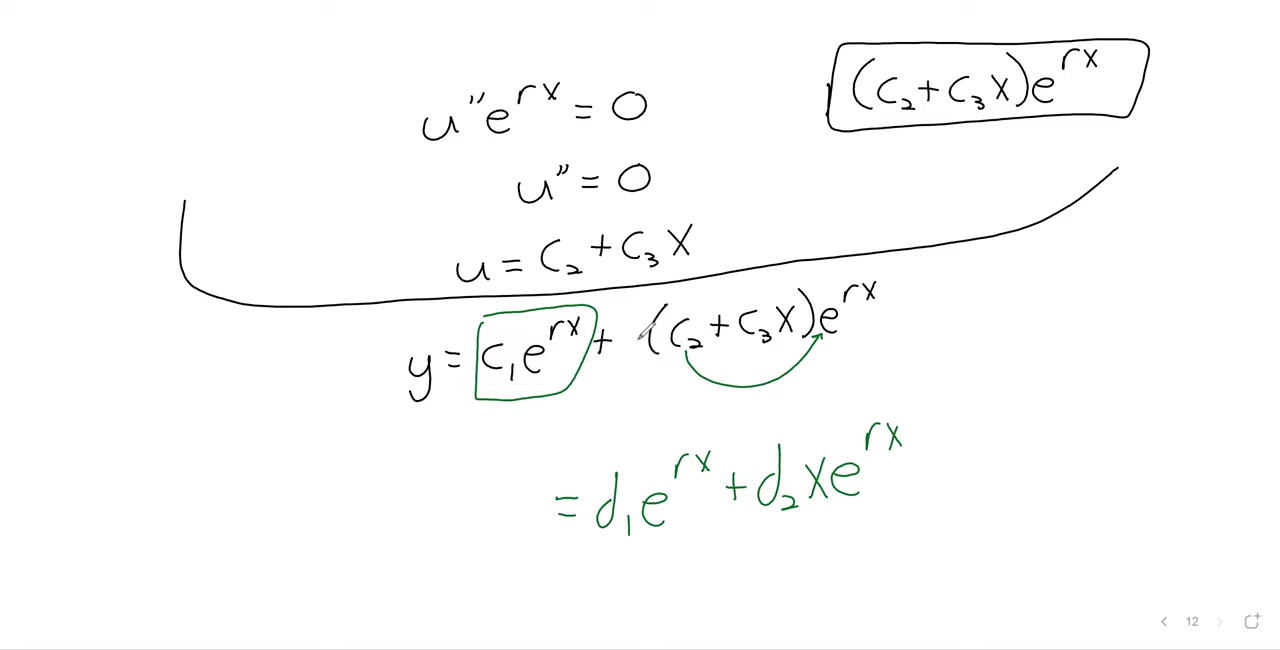 (c₂ + c₃x)e^{rx}
u''e^{rx} = 0
u'' = 0
u = c₂ + c₃x
y = c₁e^{rx} + (c₂ + c₃x)e^{rx}
= d₁e^{rx} + d₂xe^{rx}
< 12 >